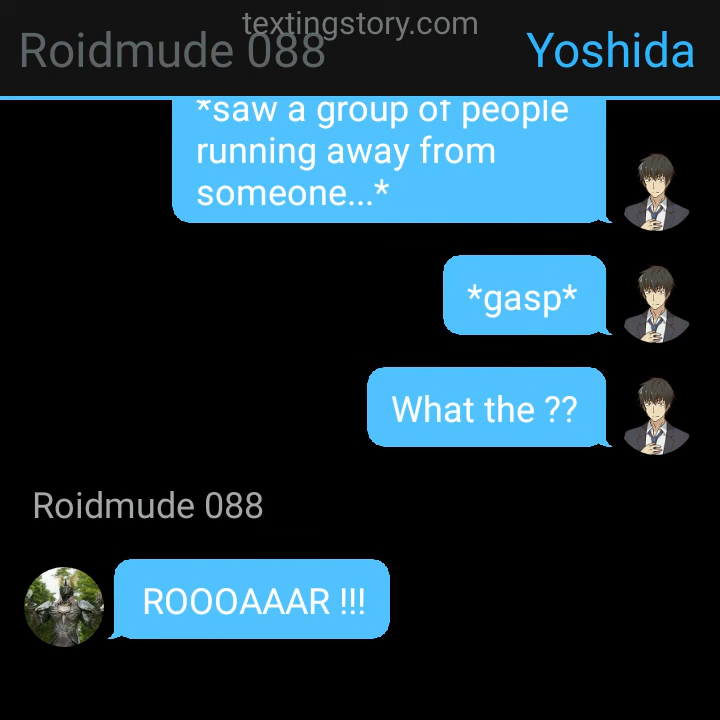 textingstory.com
Roidmude 088
Yoshida
*saw a group of people
running away from
someone...*
*gasp*
What the ??
Roidmude 088
ROOOAAAR !!!